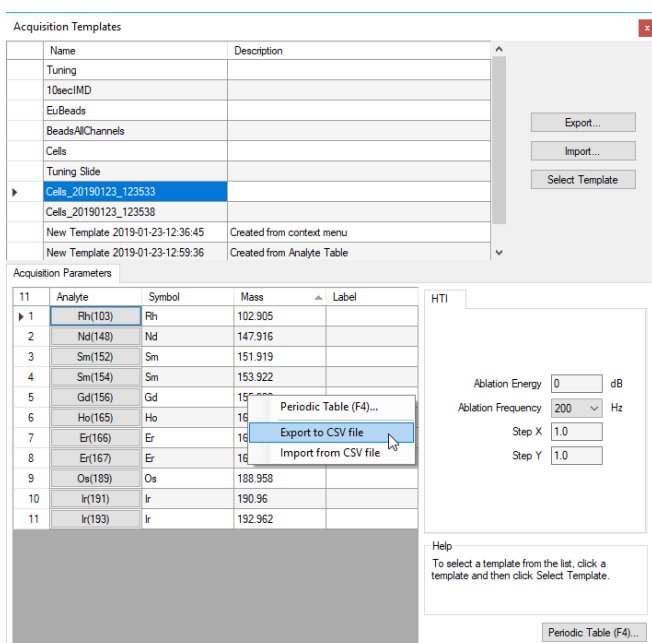 Acquisition Templates
x
Name Description
Tuning
10secIMD
EuBeads
BeadsAllChannels
Cells
Tuning Slide
Cells_20190123_123533
Cells_20190123_123538
New Template 2019-01-23-12:36:45 Created from context menu
New Template 2019-01-23-12:59:36 Created from Analyte Table
Export...
Import...
Select Template
Acquisition Parameters
11 Analyte Symbol Mass Label
1 Rh(103) Rh 102.905
2 Nd(148) Nd 147.916
3 Sm(152) Sm 151.919
4 Sm(154) Sm 153.922
5 Gd(156) Gd
6 Ho(165) Ho 16
7 Er(166) Er 16
8 Er(167) Er 16
9 Os(189) Os 188.958
10 Ir(191) Ir 190.96
11 Ir(193) Ir 192.962
Periodic Table (F4)...
Export to CSV file
Import from CSV file
HTI
Ablation Energy 0 dB
Ablation Frequency 200 Hz
Step X 1.0
Step Y 1.0
Help
To select a template from the list, click a
template and then click Select Template.
Periodic Table (F4)...